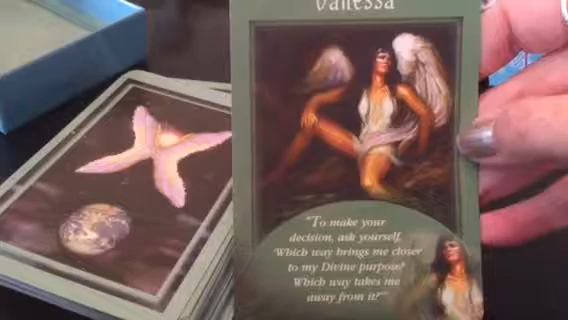 Vanessa
"To make your
decision, ask yourself,
Which way brings me closer
to my Divine purpose?
Which way takes me
away from it?"